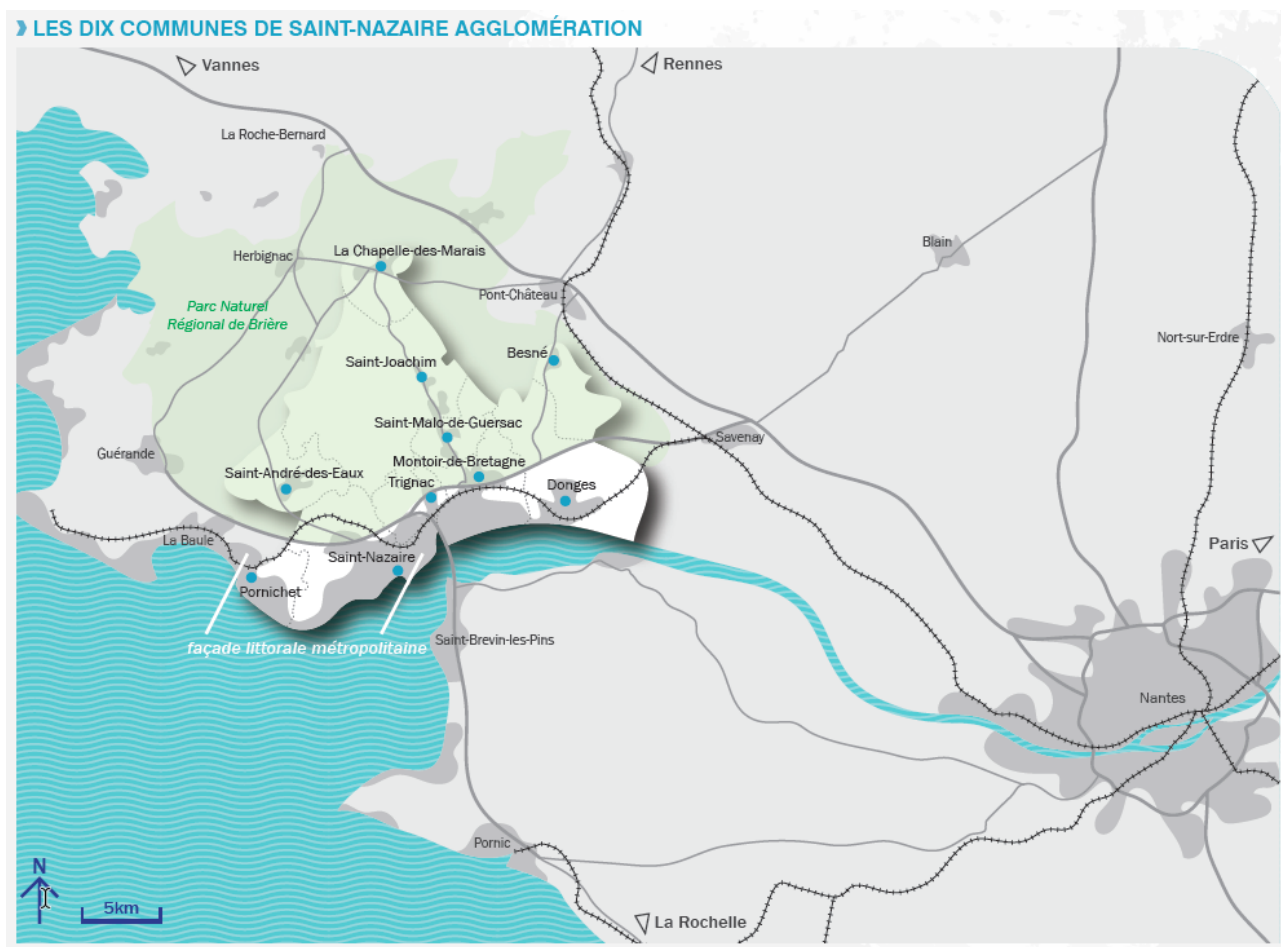 LES DIX COMMUNES DE SAINT-NAZAIRE AGGLOMÉRATION
Vannes
Rennes
La Roche-Bernard
Blain
Herbignac
La Chapelle-des-Marais
Pont-Château
Parc Naturel
Régional de Brière
Nort-sur-Erdre
Besné
Saint-Joachim
Saint-Malo-de-Guersac
Savenay
Guérande
Montoir-de-Bretagne
Saint-André-des-Eaux
Trignac
Donges
La Baule
Paris
Saint-Nazaire
Pornichet
Saint-Brevin-les-Pins
façade littorale métropolitaine
Nantes
Pornic
N
5km
La Rochelle